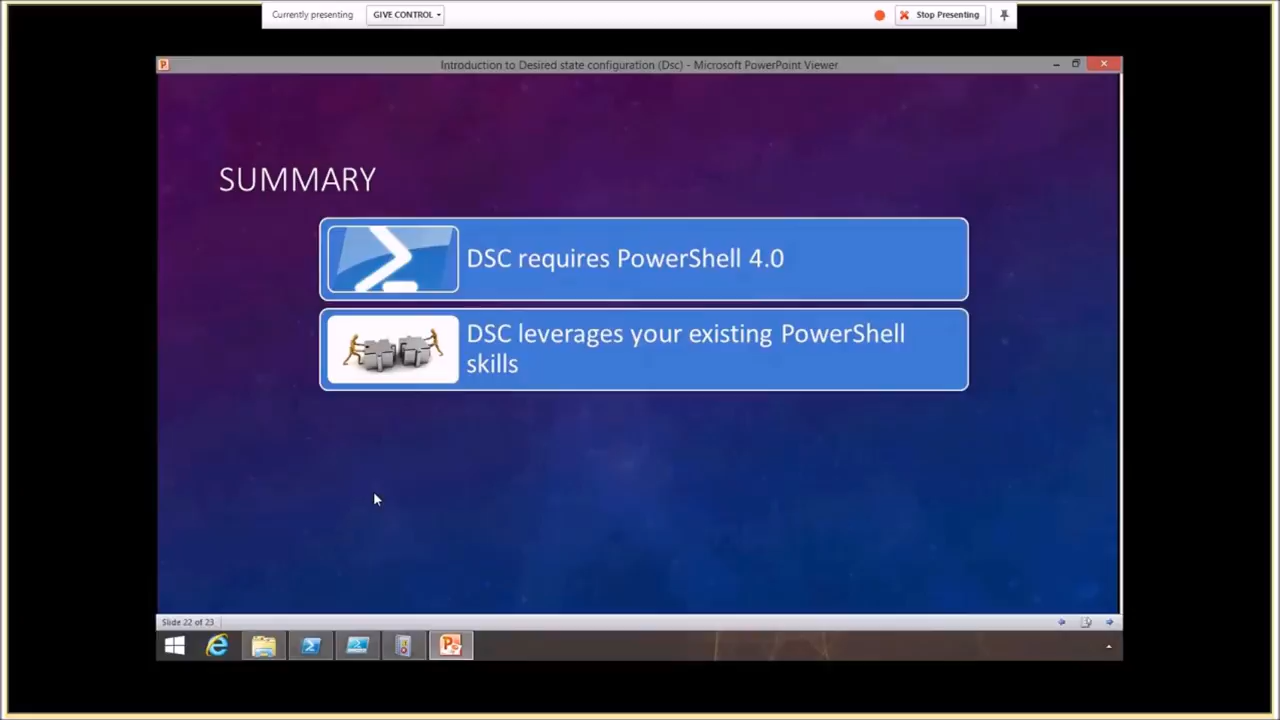 Currently presenting
GIVE CONTROL
Stop Presenting
Introduction to Desired state configuration (Dsc) - Microsoft PowerPoint Viewer
SUMMARY
DSC requires PowerShell 4.0
DSC leverages your existing PowerShell
skills
Slide 22 of 23